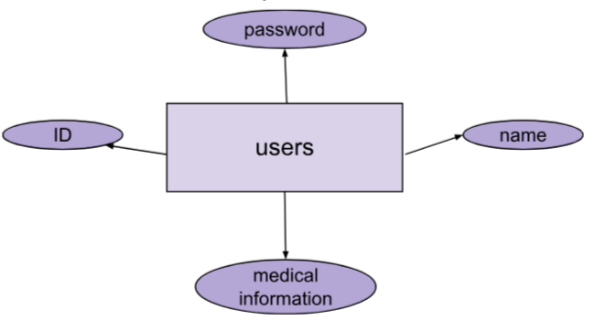 password
ID
users
name
medical
information